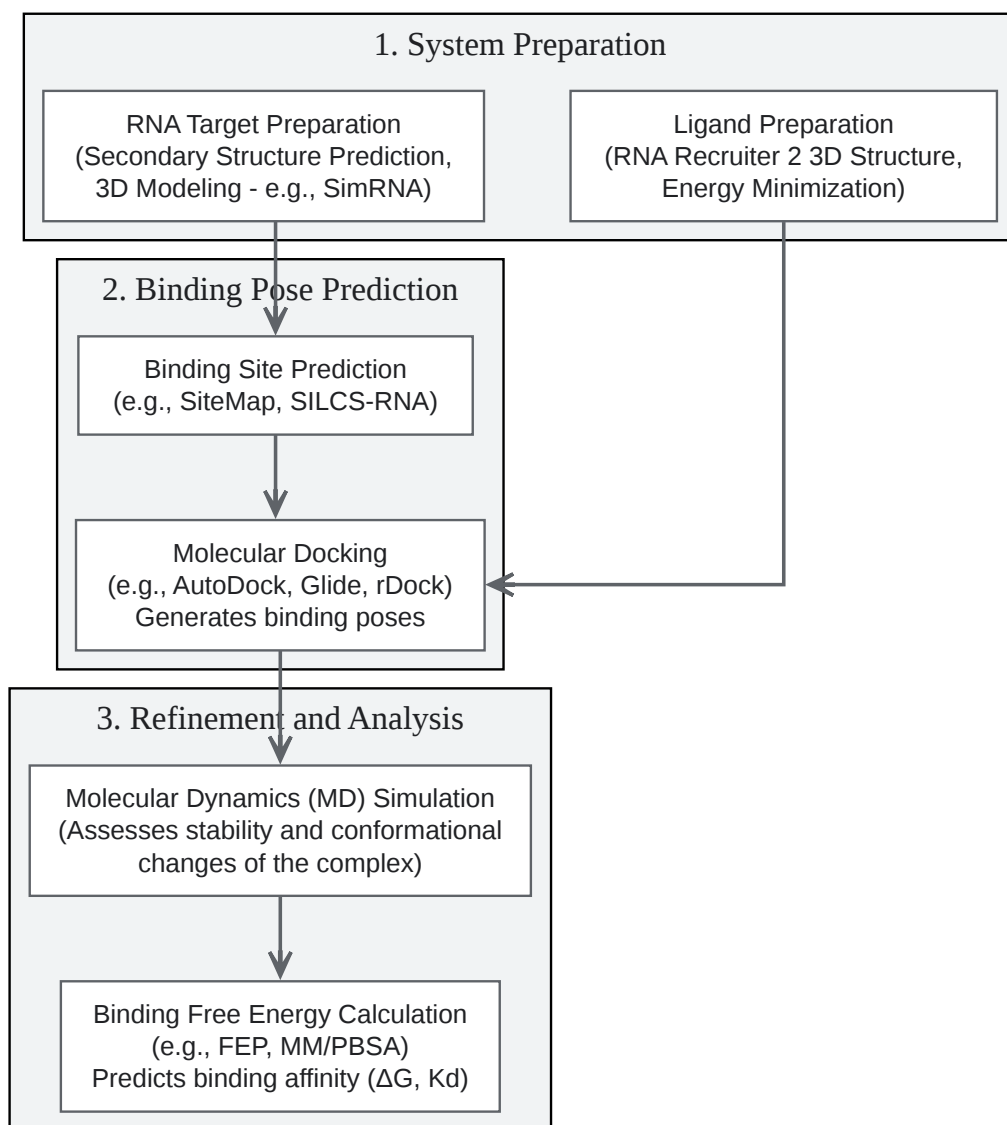 1. System Preparation
RNA Target Preparation
(Secondary Structure Prediction,
3D Modeling - e.g., SimRNA)
Ligand Preparation
(RNA Recruiter 2 3D Structure,
Energy Minimization)
2. Binding Pose Prediction
Binding Site Prediction
(e.g., SiteMap, SILCS-RNA)
Molecular Docking
(e.g., AutoDock, Glide, rDock)
Generates binding poses
3. Refinement and Analysis
Molecular Dynamics (MD) Simulation
(Assesses stability and conformational
changes of the complex)
Binding Free Energy Calculation
(e.g., FEP, MM/PBSA)
Predicts binding affinity (ΔG, Kd)